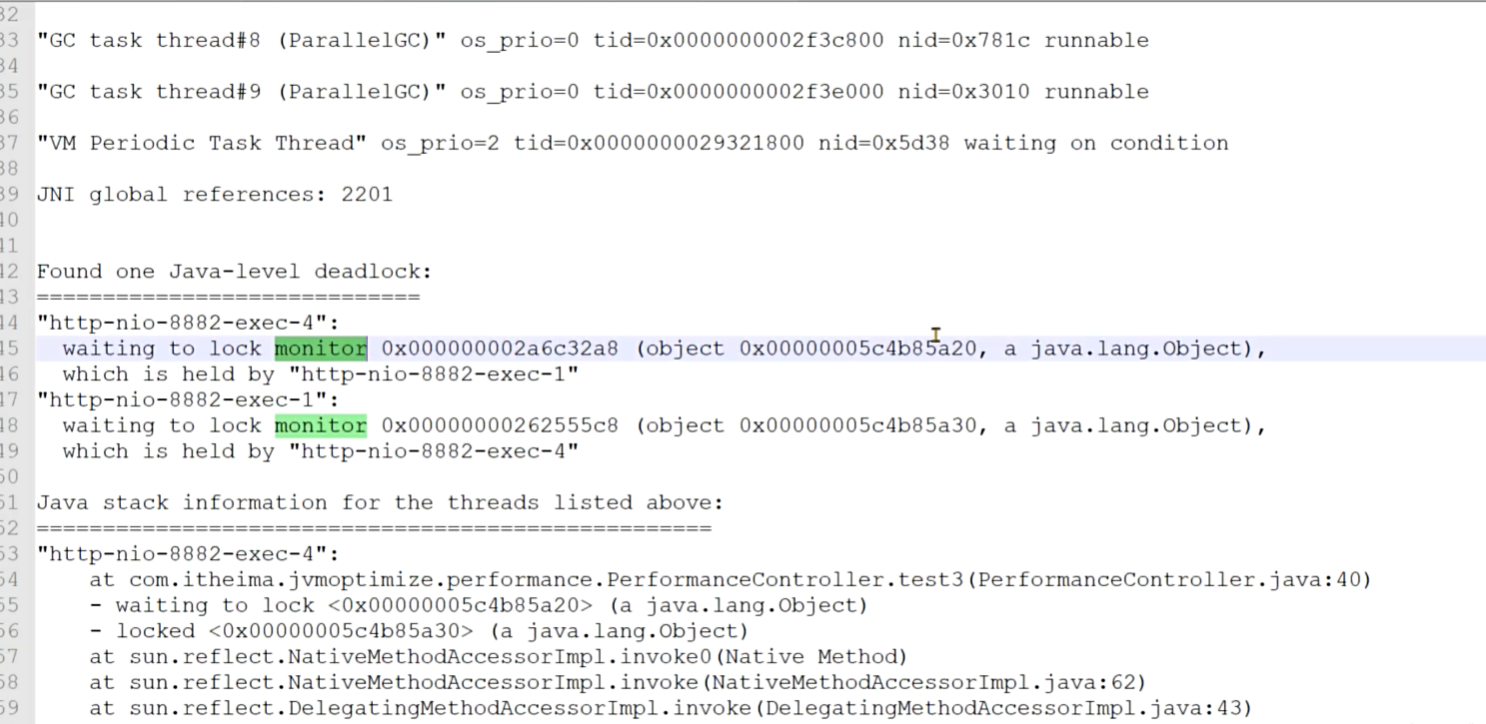 32
33 "GC task thread#8 (ParallelGC)" os_prio=0 tid=0x0000000002f3c800 nid=0x781c runnable
34
35 "GC task thread#9 (ParallelGC)" os_prio=0 tid=0x0000000002f3e000 nid=0x3010 runnable
36
37 "VM Periodic Task Thread" os_prio=2 tid=0x0000000029321800 nid=0x5d38 waiting on condition
38
39 JNI global references: 2201
40
41
42 Found one Java-level deadlock:
43 =============================
44 "http-nio-8882-exec-4":
45   waiting to lock monitor 0x000000002a6c32a8 (object 0x00000005c4b85a20, a java.lang.Object),
46   which is held by "http-nio-8882-exec-1"
47 "http-nio-8882-exec-1":
48   waiting to lock monitor 0x00000000262555c8 (object 0x00000005c4b85a30, a java.lang.Object),
49   which is held by "http-nio-8882-exec-4"
50
51 Java stack information for the threads listed above:
52 ===================================================
53 "http-nio-8882-exec-4":
54     at com.itheima.jvmoptimize.performance.PerformanceController.test3(PerformanceController.java:40)
55     - waiting to lock <0x00000005c4b85a20> (a java.lang.Object)
56     - locked <0x00000005c4b85a30> (a java.lang.Object)
57     at sun.reflect.NativeMethodAccessorImpl.invoke0(Native Method)
58     at sun.reflect.NativeMethodAccessorImpl.invoke(NativeMethodAccessorImpl.java:62)
59     at sun.reflect.DelegatingMethodAccessorImpl.invoke(DelegatingMethodAccessorImpl.java:43)